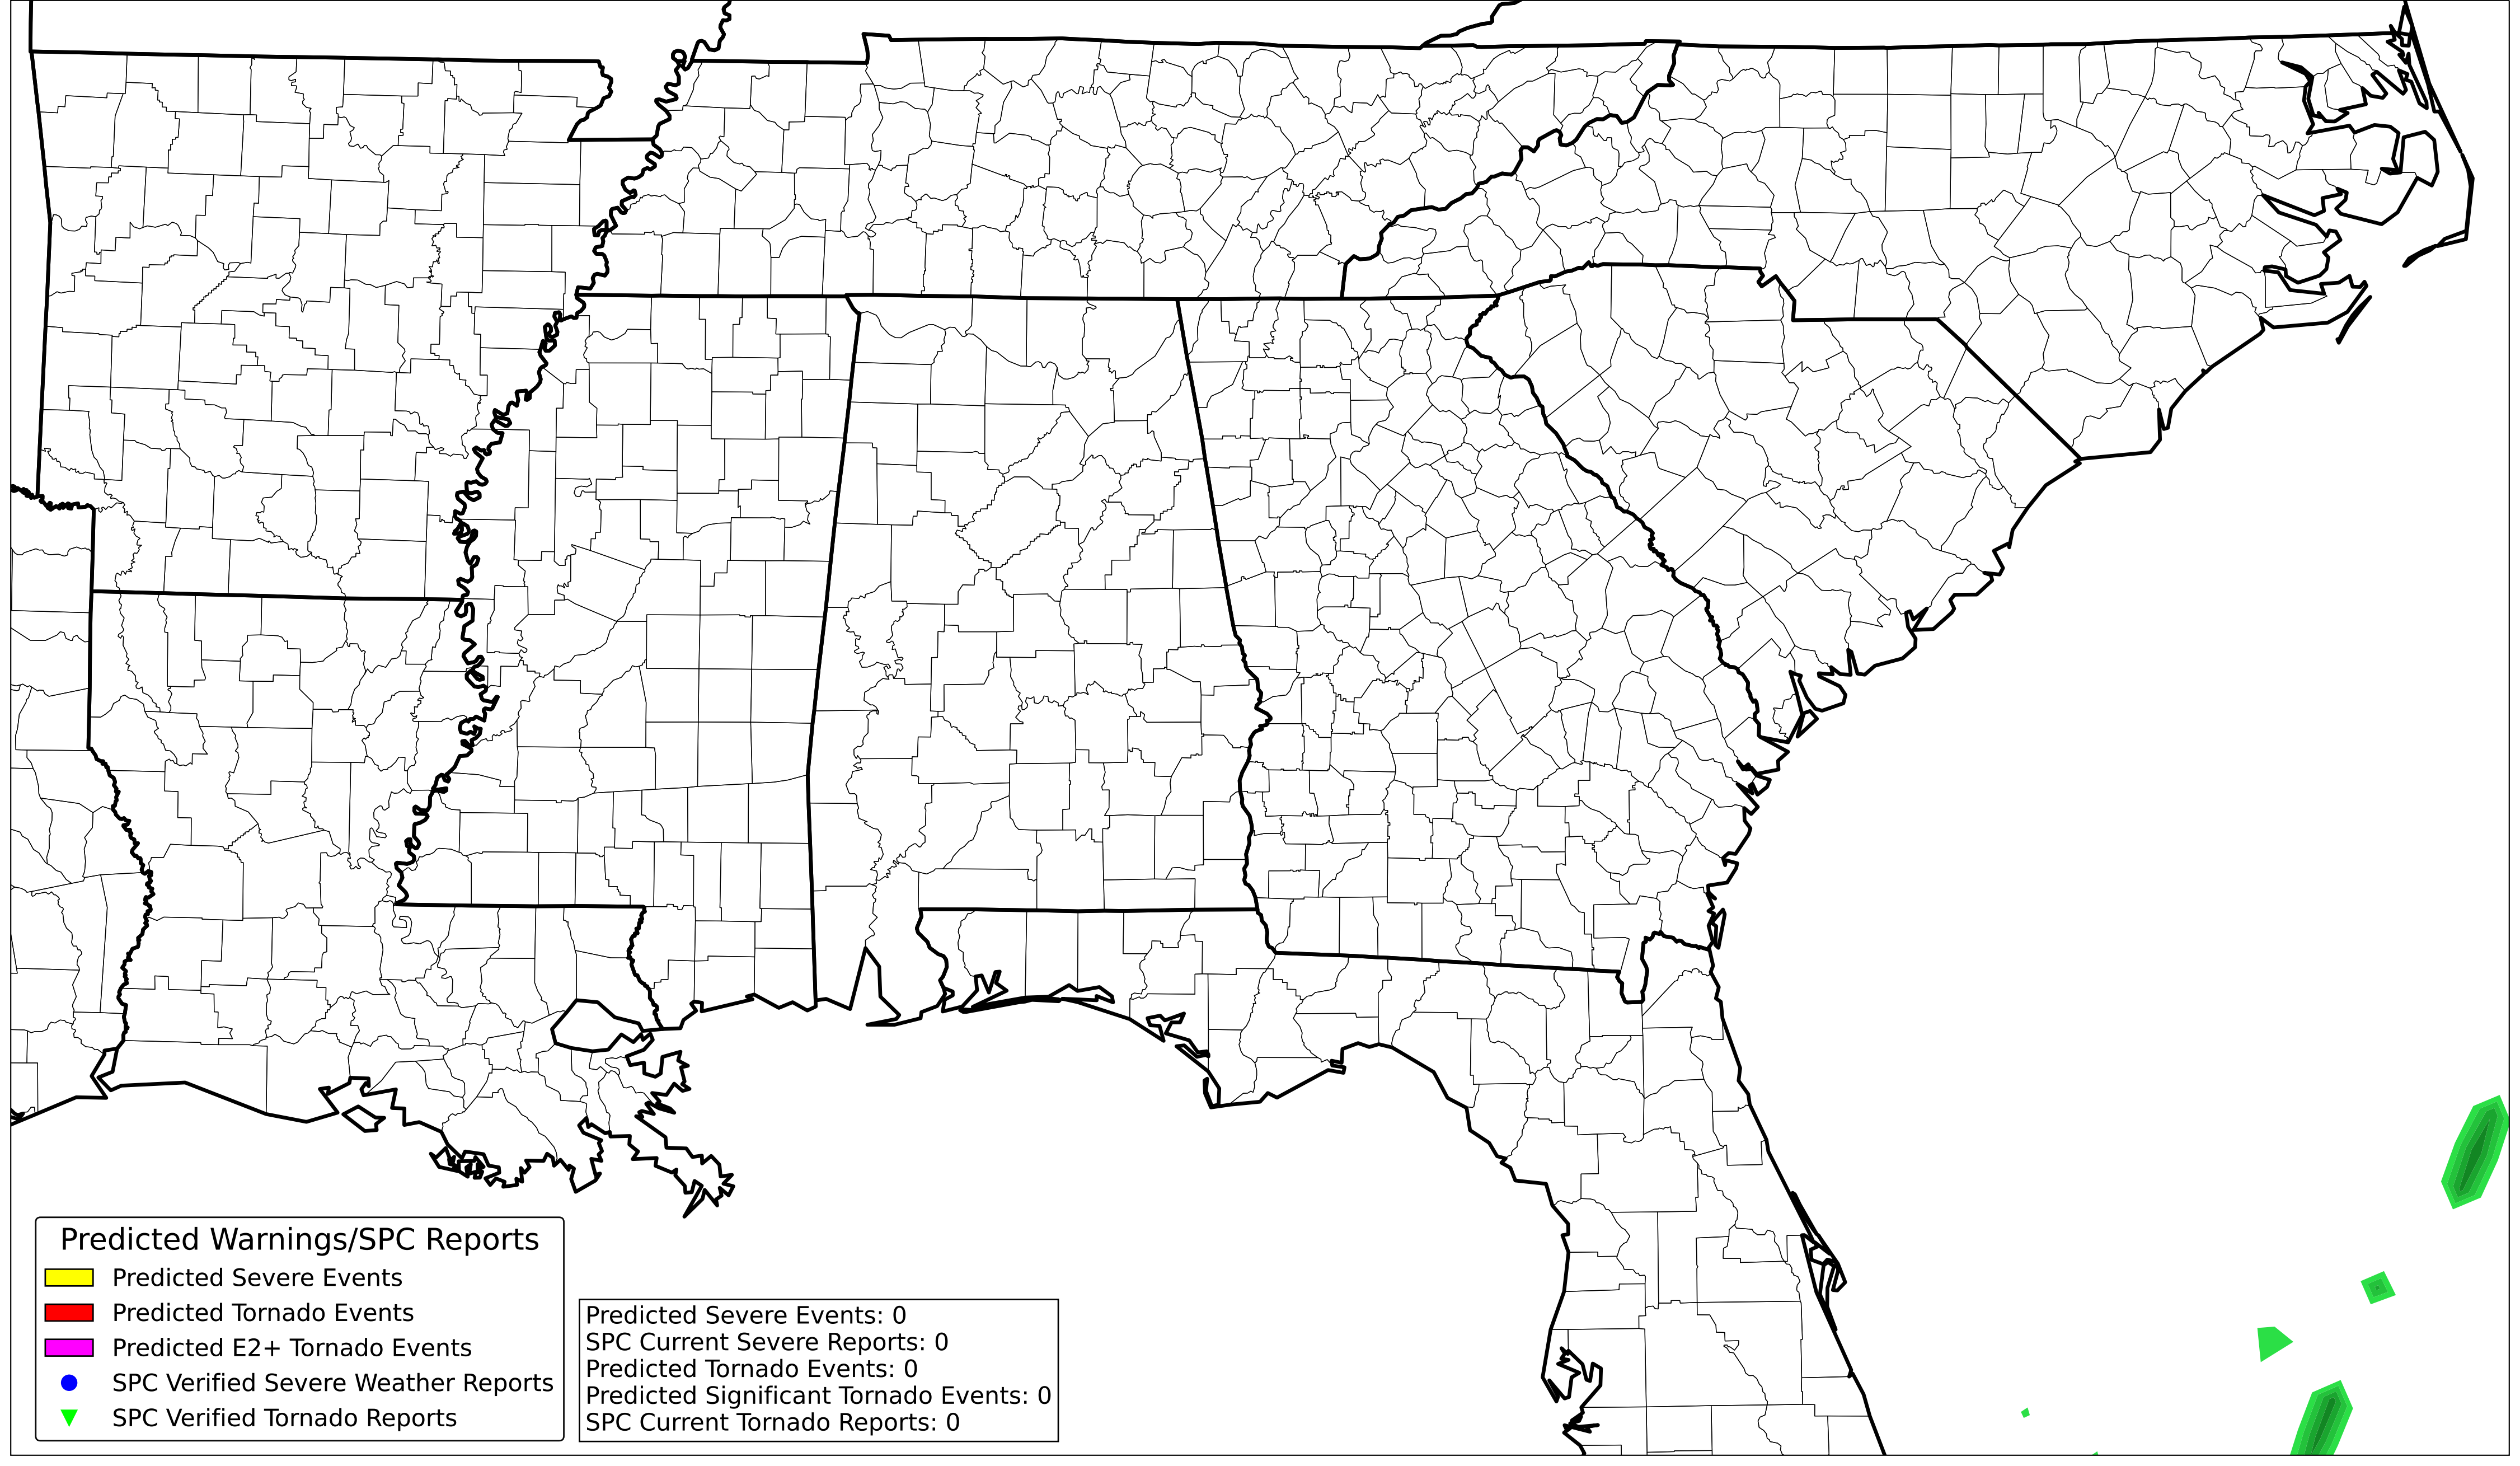 Predicted Warnings/SPC Reports
Predicted Severe Events
Predicted Tornado Events
Predicted E2+ Tornado Events
SPC Verified Severe Weather Reports
SPC Verified Tornado Reports
Predicted Severe Events: 0
SPC Current Severe Reports: 0
Predicted Tornado Events: 0
Predicted Significant Tornado Events: 0
SPC Current Tornado Reports: 0